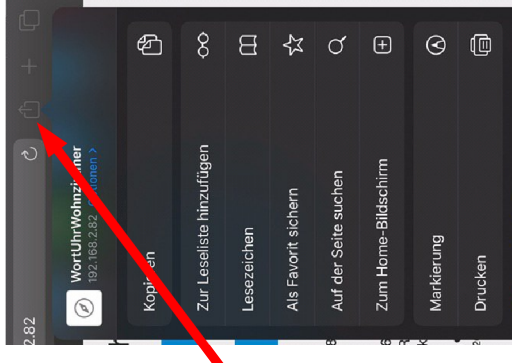 2.82
WortUhrWohnzimmer
192.168.2.82 Optionen >
Kopieren
Zur Leseliste hinzufügen
Lesezeichen
Als Favorit sichern
Auf der Seite suchen
Zum Home-Bildschirm
Markierung
Drucken